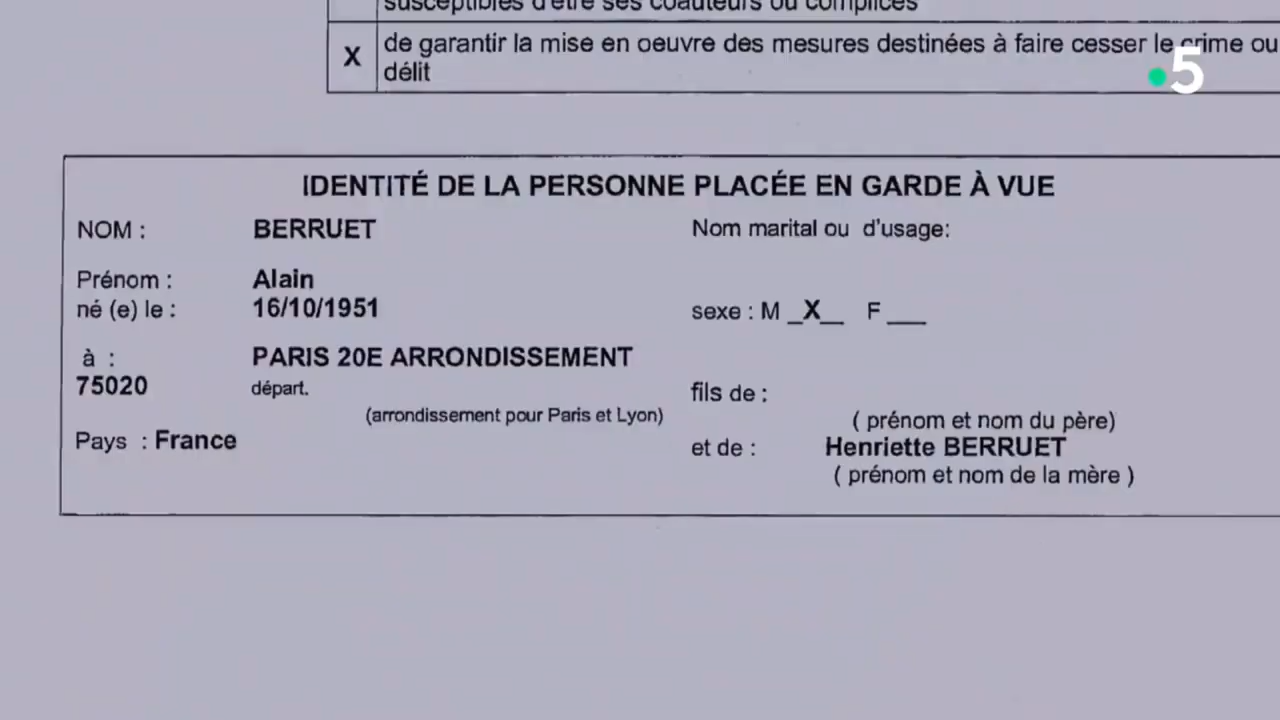 susceptibles d'être ses coauteurs ou complices
X de garantir la mise en oeuvre des mesures destinées à faire cesser le crime ou
délit
5
IDENTITÉ DE LA PERSONNE PLACÉE EN GARDE À VUE
NOM : BERRUET Nom marital ou d'usage:
Prénom : Alain
né (e) le : 16/10/1951 sexe : M _X_ F __
à : PARIS 20E ARRONDISSEMENT
75020 départ. fils de :
(arrondissement pour Paris et Lyon) ( prénom et nom du père)
Pays : France et de : Henriette BERRUET
( prénom et nom de la mère )